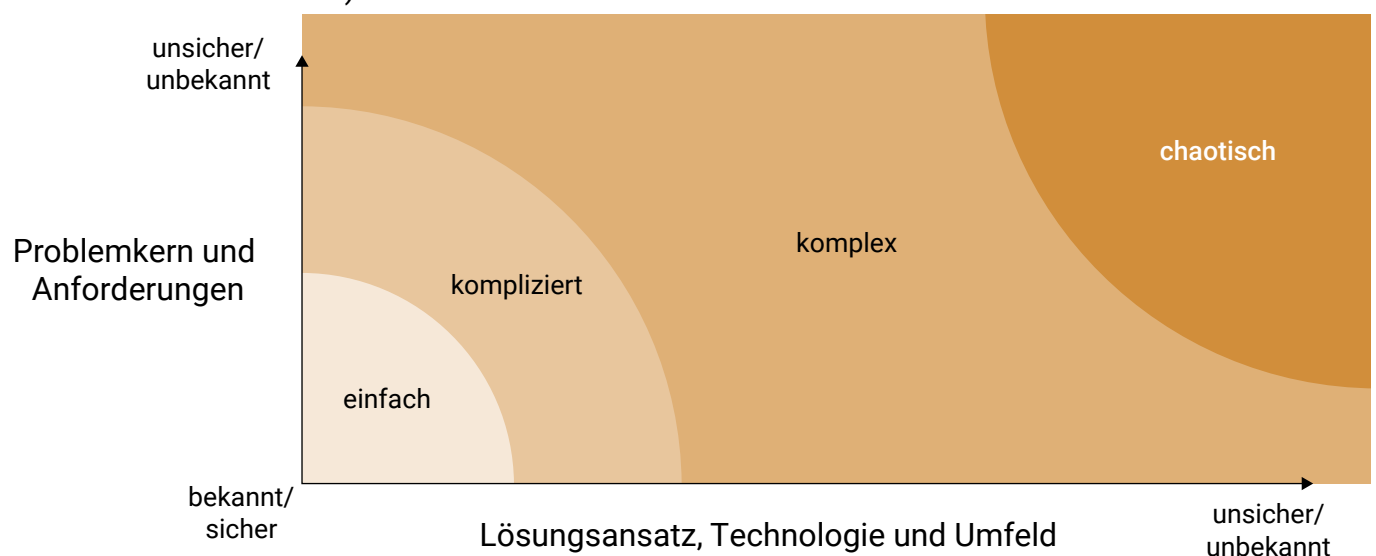 unsicher/
unbekannt
chaotisch
komplex
Problemkern und
Anforderungen
kompliziert
einfach
bekannt/
sicher
Lösungsansatz, Technologie und Umfeld
unsicher/
unbekannt